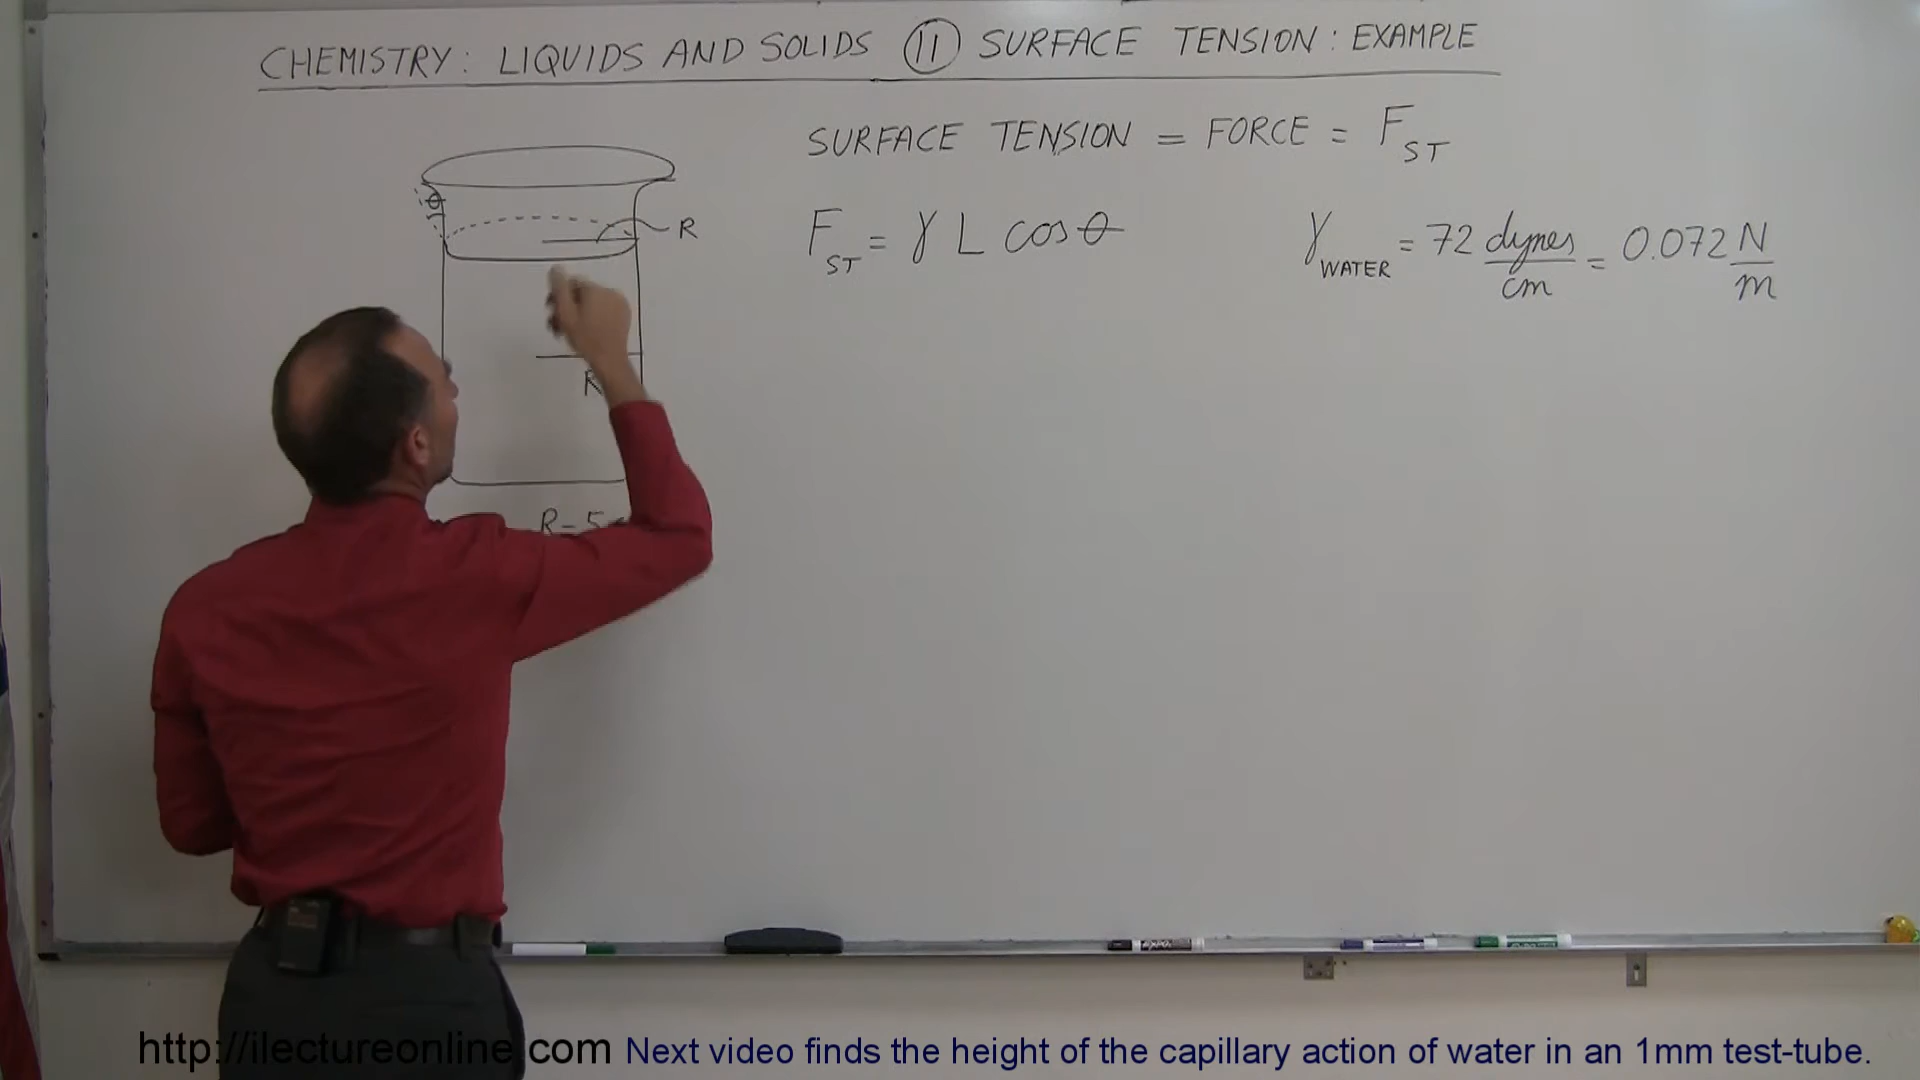 CHEMISTRY: LIQUIDS AND SOLIDS 11 SURFACE TENSION: EXAMPLE
SURFACE TENSION = FORCE = F_ST
F_ST = γ L cos θ
γ_WATER = 72 dynes/cm = 0.072 N/m
θ
R
R
R = 5
http://ilectureonline.com Next video finds the height of the capillary action of water in an 1mm test-tube.